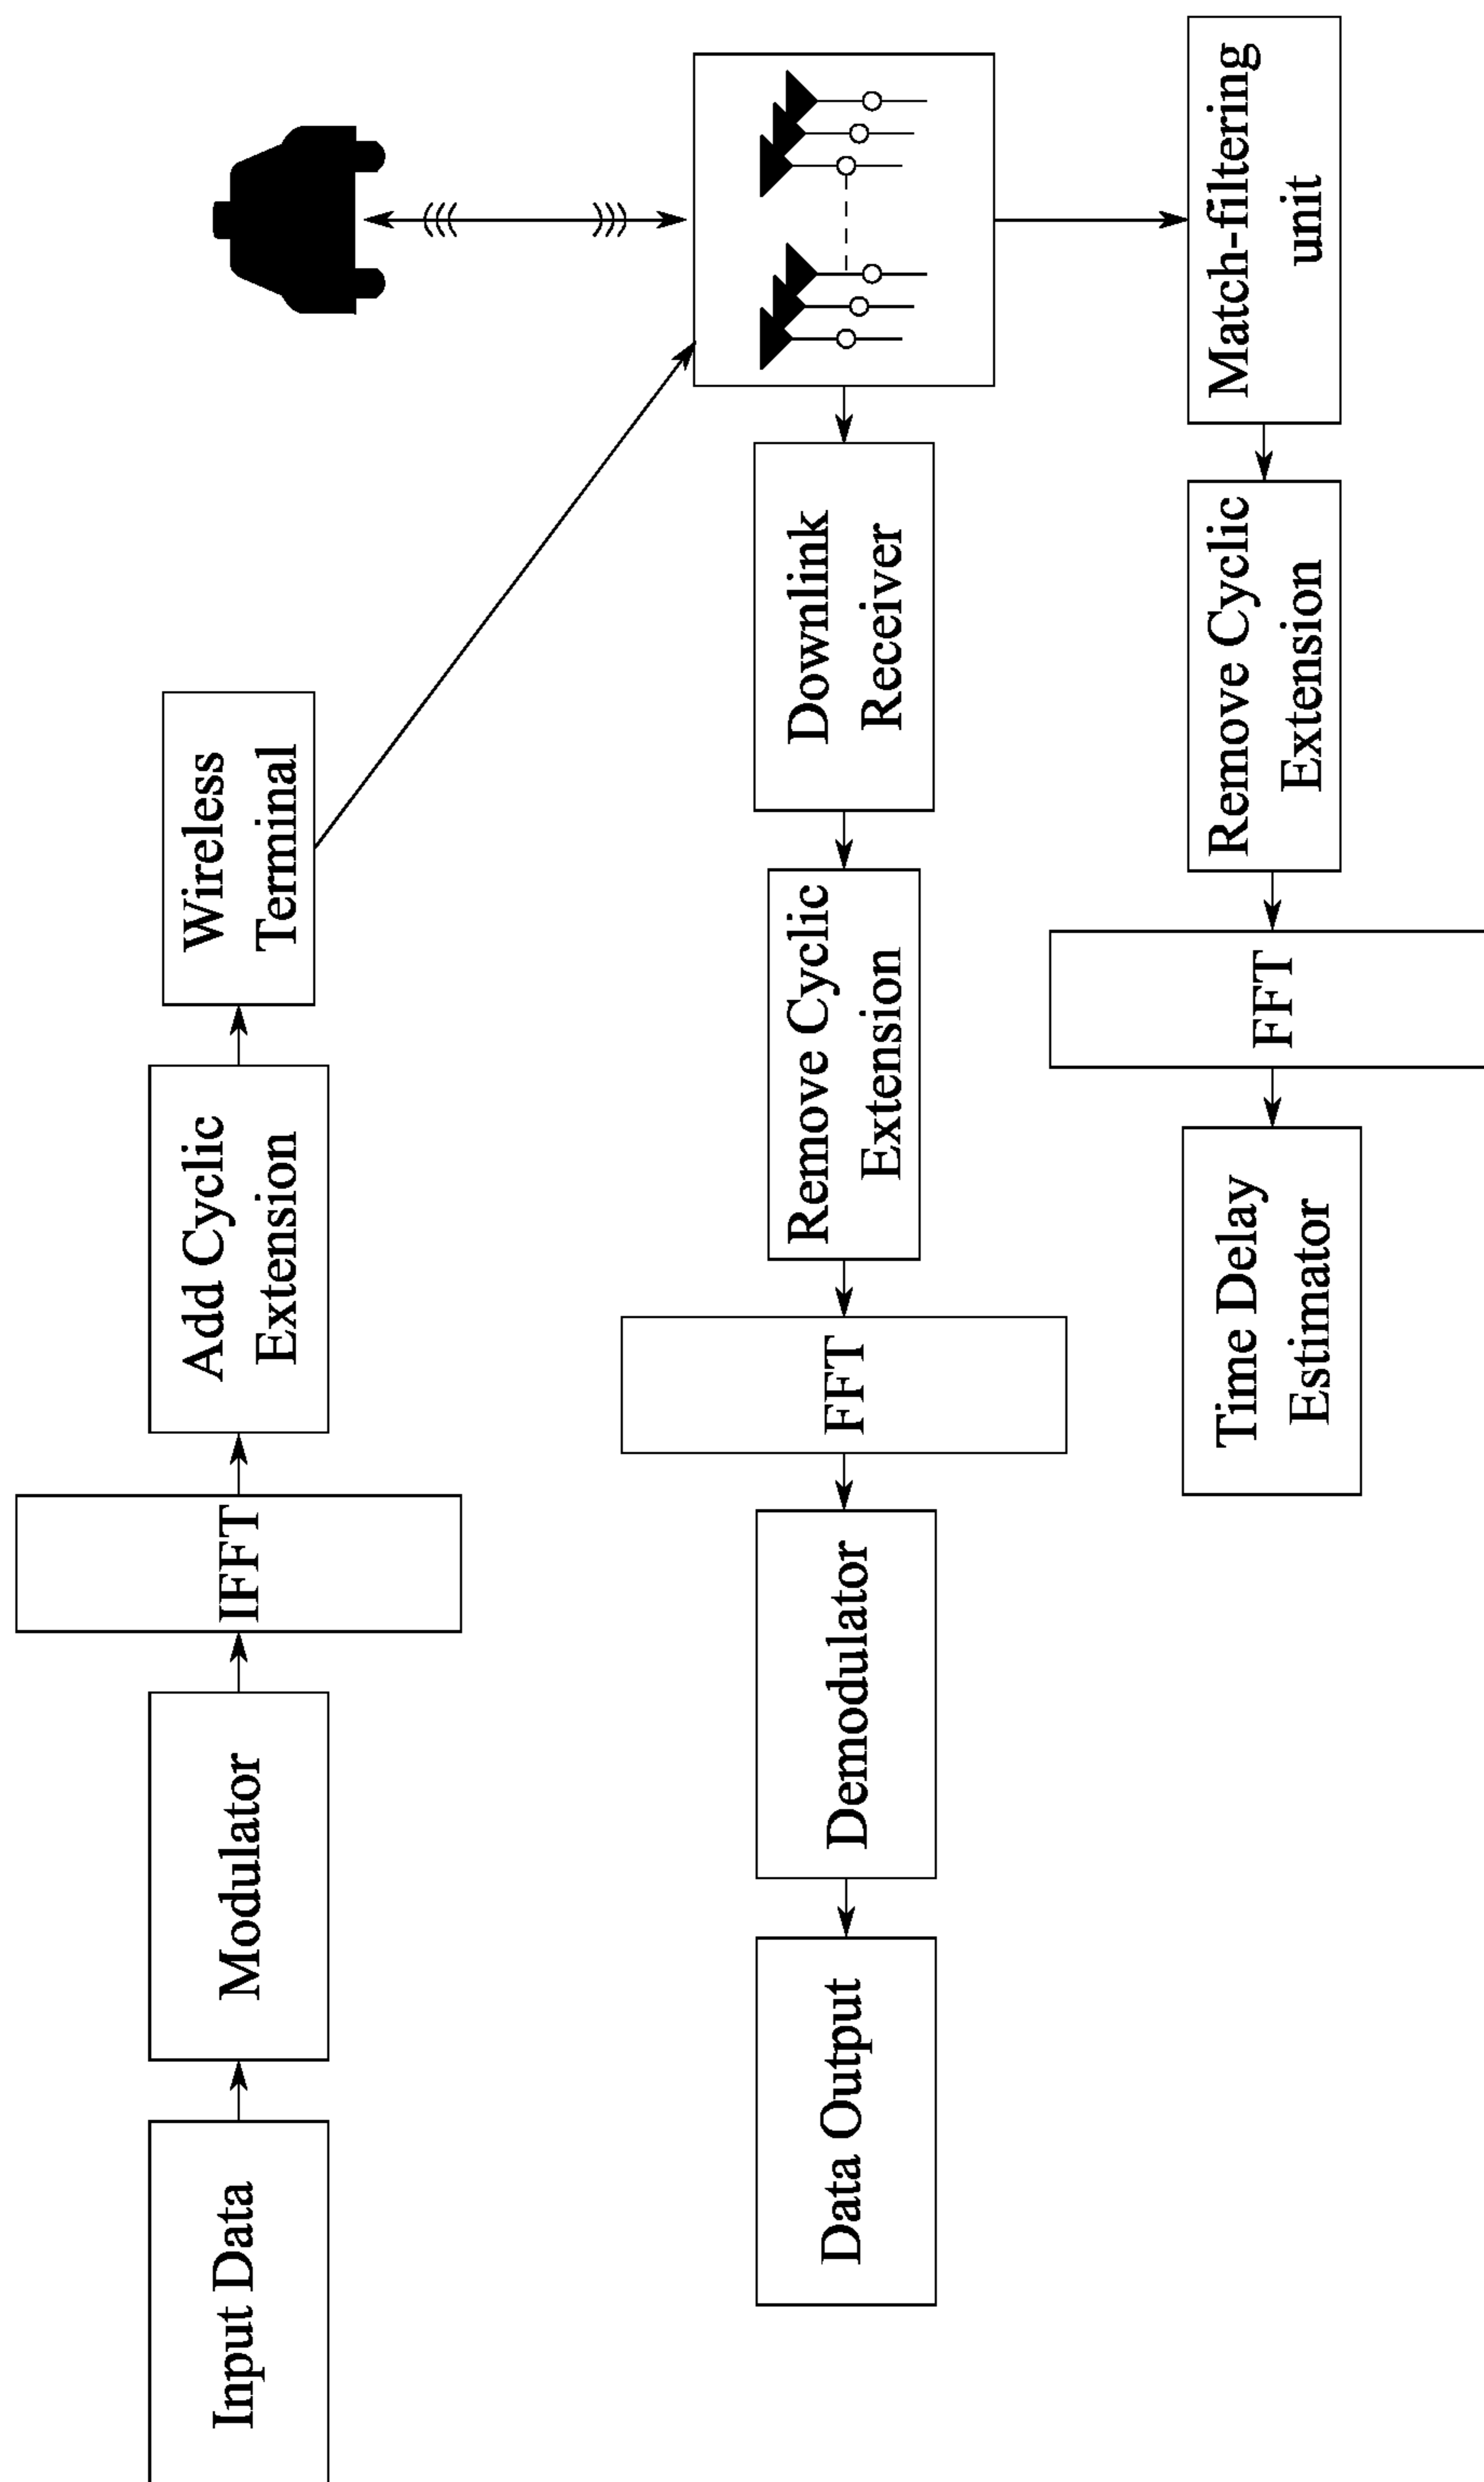 Input Data
Modulator
IFFT
Add Cyclic
Extension
Wireless
Terminal
Data Output
Demodulator
FFT
Remove Cyclic
Extension
Downlink
Receiver
Time Delay
Estimator
FFT
Remove Cyclic
Extension
Match-filtering
unit